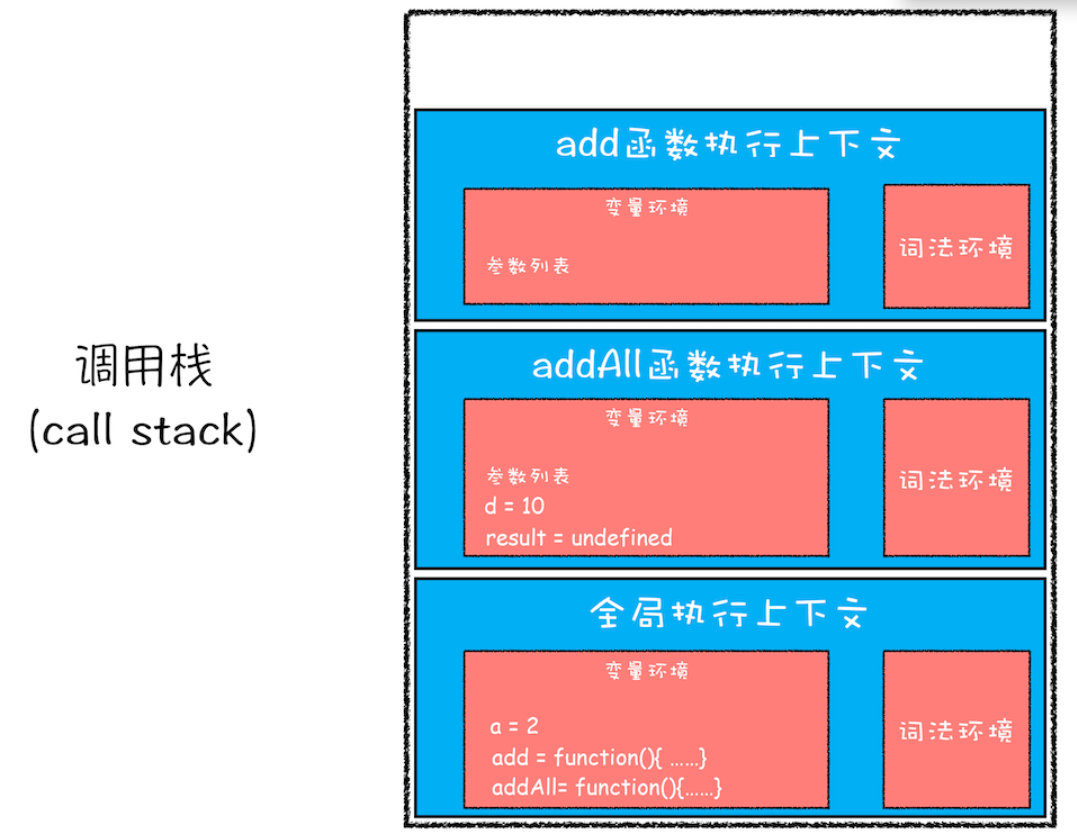 add函数执行上下文
变量环境
参数列表
词法环境
调用栈
(call stack)
addAll函数执行上下文
变量环境
参数列表
d = 10
result = undefined
词法环境
全局执行上下文
变量环境
a = 2
add = function(){ ......}
addAll= function(){......}
词法环境